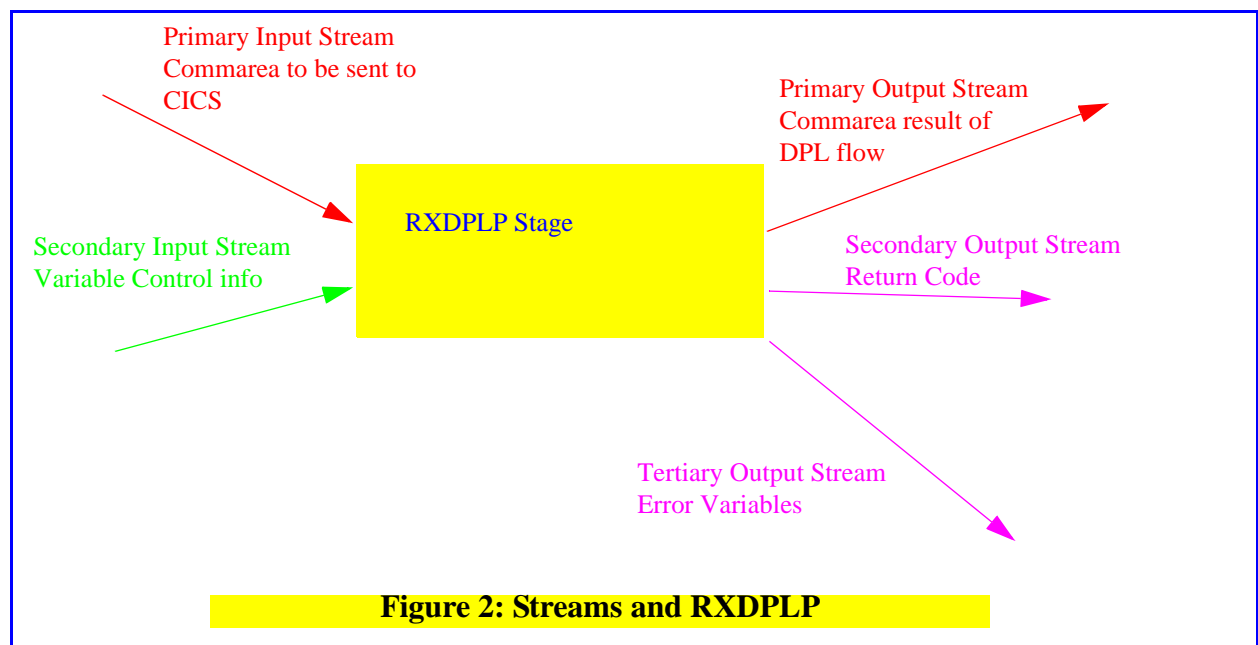 Primary Input Stream
Commarea to be sent to
CICS
Primary Output Stream
Commarea result of
DPL flow
RXDPLP Stage
Secondary Input Stream
Variable Control info
Secondary Output Stream
Return Code
Tertiary Output Stream
Error Variables
Figure 2: Streams and RXDPLP